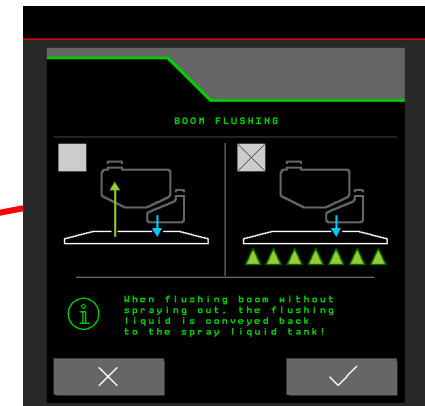 BOOM FLUSHING
When flushing boom without
spraying out, the flushing
liquid is conveyed back
to the spray liquid tank!